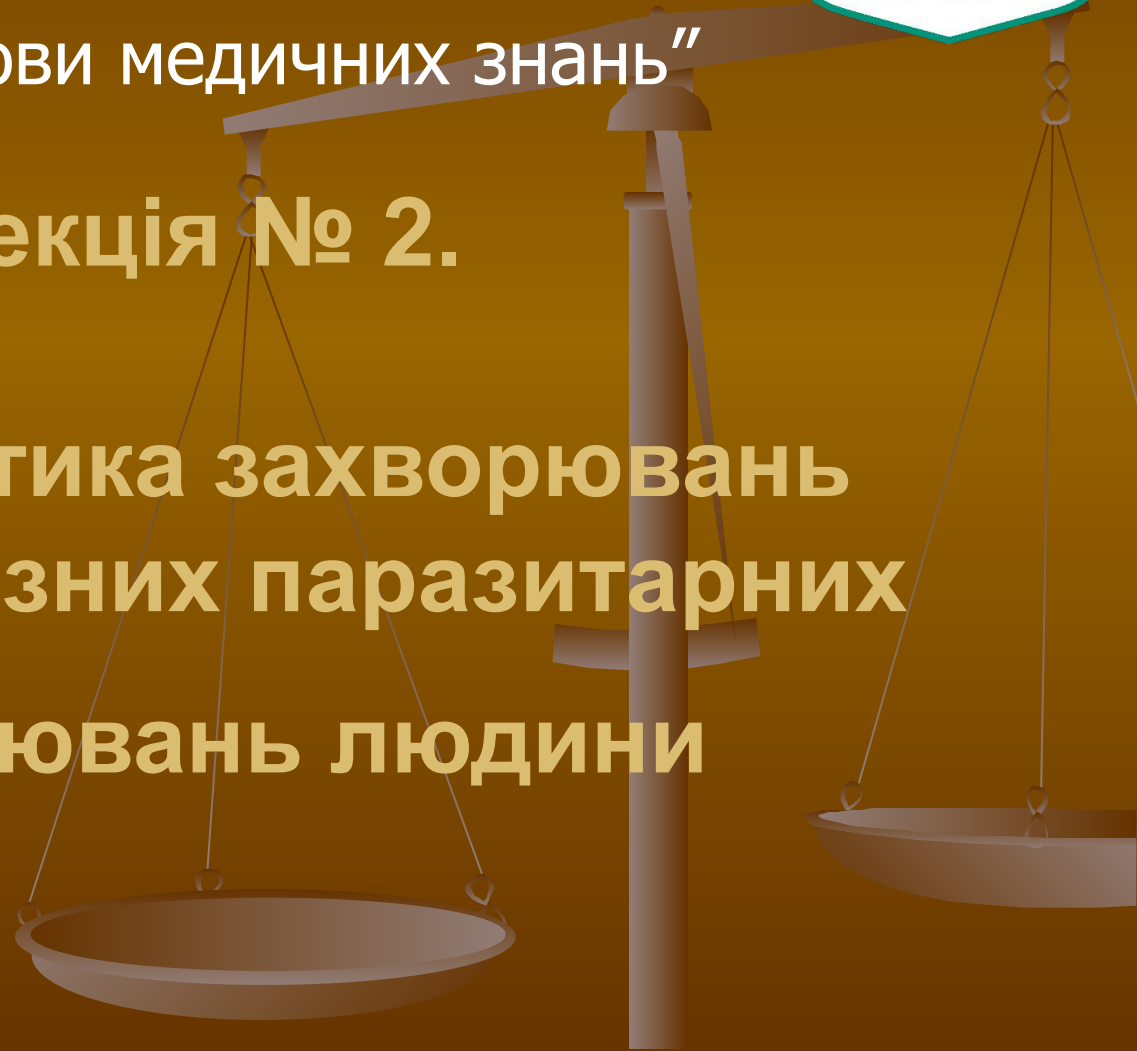 ови медичних знань”
екція № 2.
тика захворювань
зних паразитарних
ювань людини